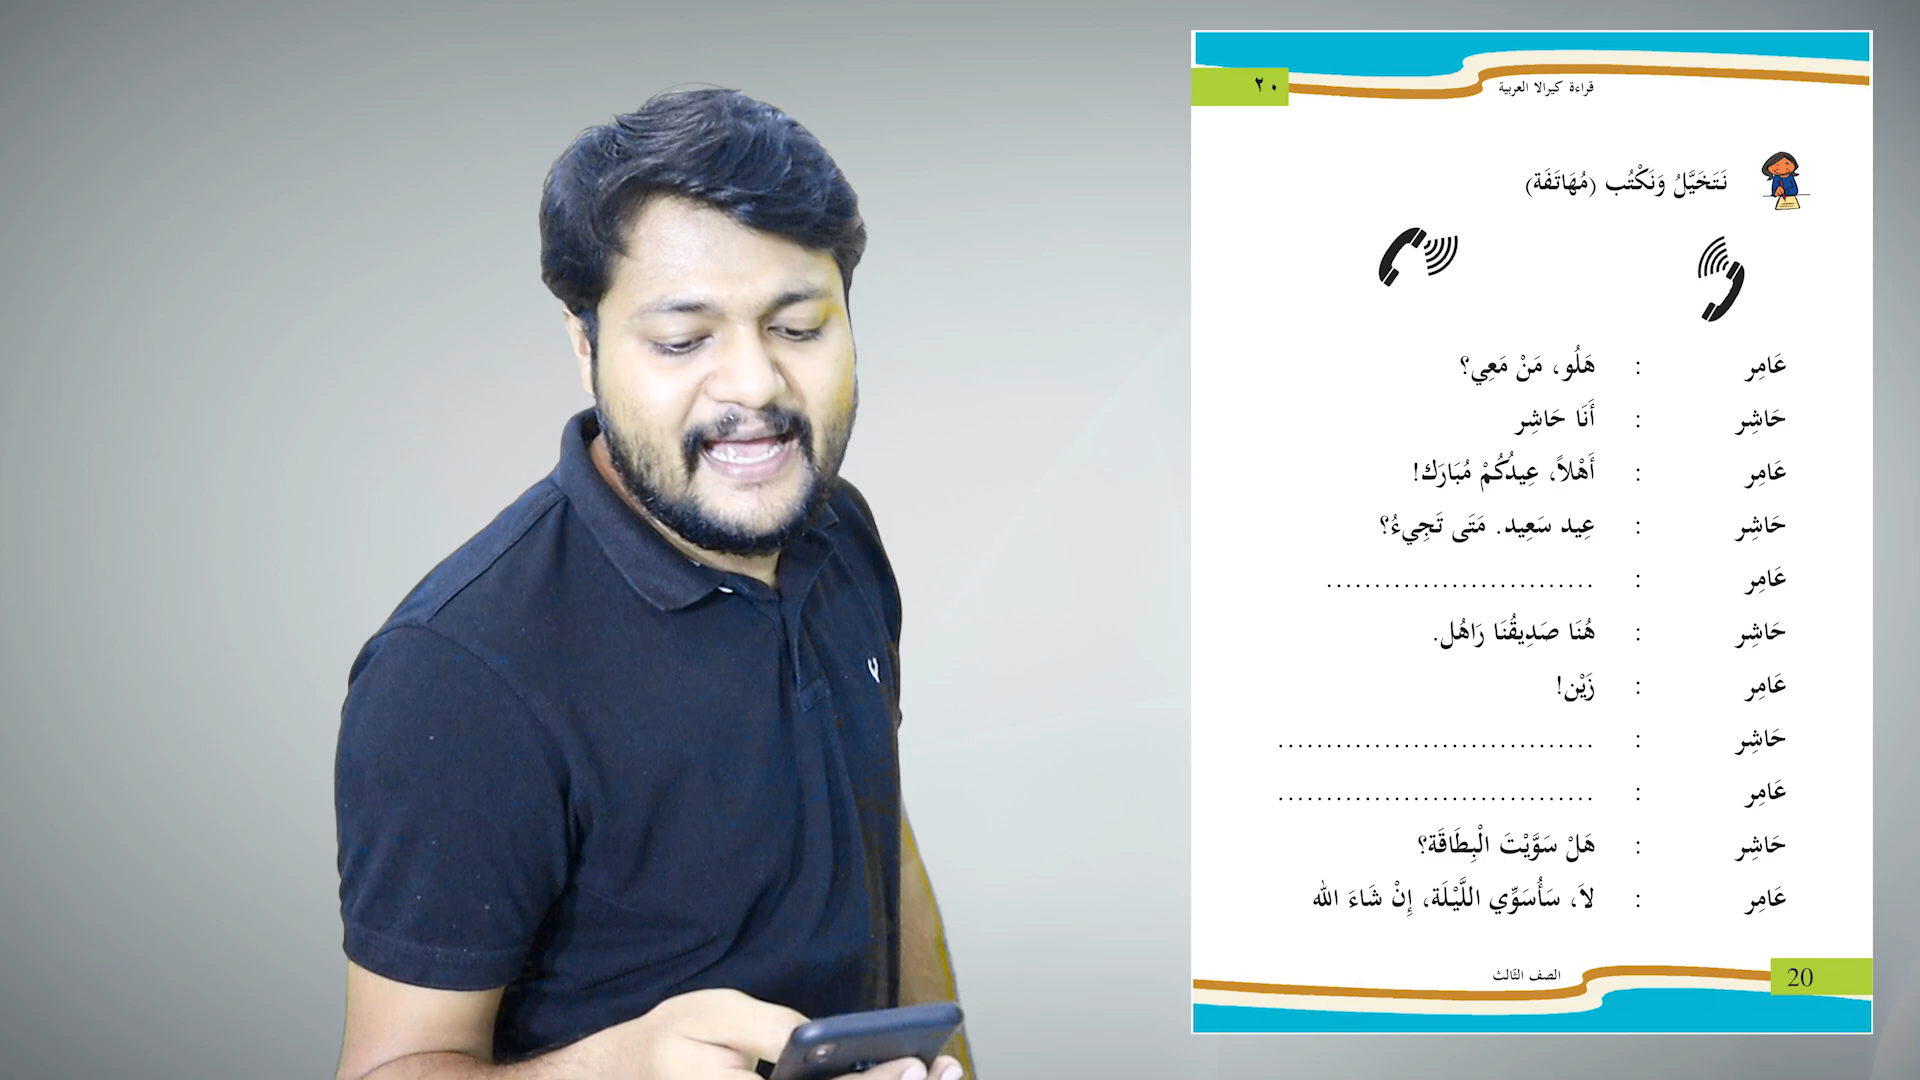 ٢٠
قراءة كيرالا العربية
نَتَخَيَّلُ وَنَكْتُب (مُهَاتَفَة)
عَامِر : هَلُو، مَنْ مَعِي؟
حَاشِر : أَنَا حَاشِر
عَامِر : أَهْلاً، عِيدُكُمْ مُبَارَك!
حَاشِر : عِيد سَعِيد. مَتَى تَجِيءُ؟
عَامِر : ............................
حَاشِر : هُنَا صَدِيقُنَا رَاهُل.
عَامِر : زَيْن!
حَاشِر : .................................
عَامِر : .................................
حَاشِر : هَلْ سَوَّيْتَ الْبِطَاقَة؟
عَامِر : لاَ، سَأُسَوِّي اللَّيْلَة، إِنْ شَاءَ الله
الصف الثالث
20